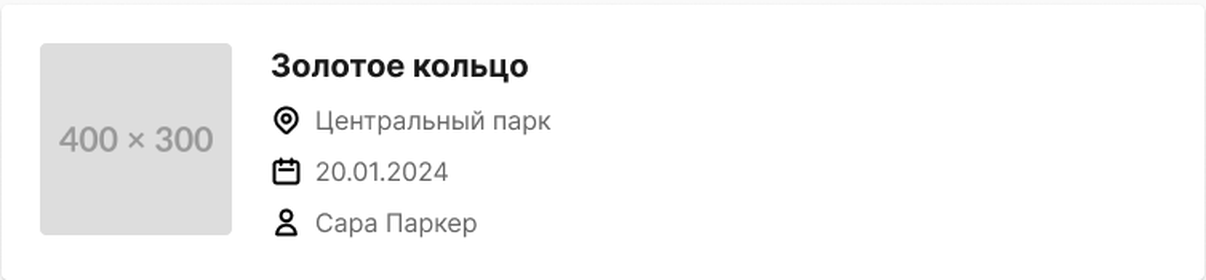 400 × 300
Золотое кольцо
Центральный парк
20.01.2024
Сара Паркер